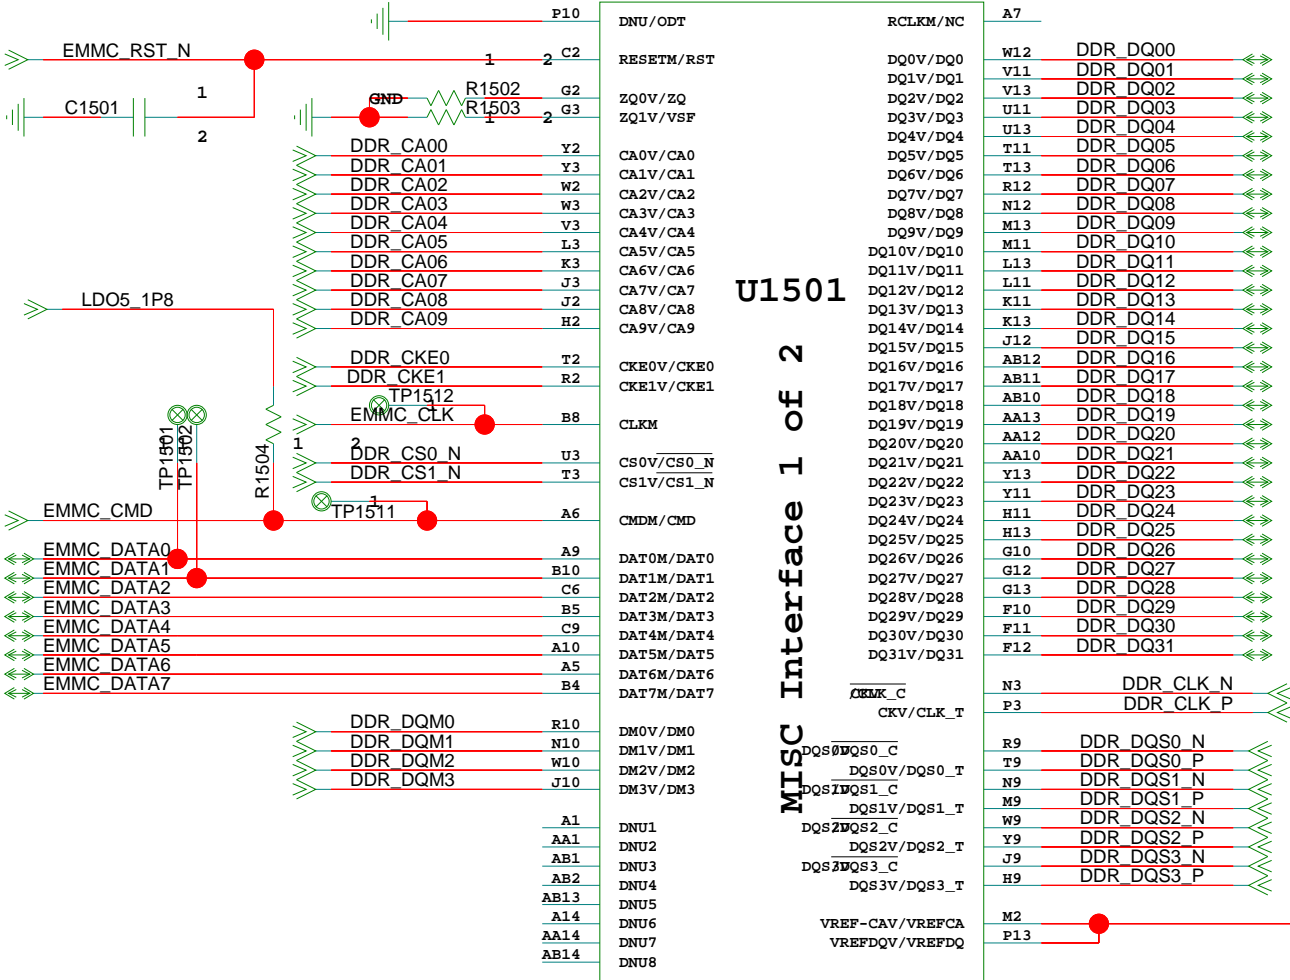 P10 DNU/ODT RCLKM/NC A7
EMMC_RST_N 1 2 C2 RESETM/RST DQ0V/DQ0 W12 DDR_DQ00
DQ1V/DQ1 V11 DDR_DQ01
C1501 1 GND R1502 G2 ZQ0V/ZQ DQ2V/DQ2 V13 DDR_DQ02
R1503 1 2 G3 ZQ1V/VSF DQ3V/DQ3 U11 DDR_DQ03
2 DQ4V/DQ4 U13 DDR_DQ04
DDR_CA00 Y2 CA0V/CA0 DQ5V/DQ5 T11 DDR_DQ05
DDR_CA01 Y3 CA1V/CA1 DQ6V/DQ6 T13 DDR_DQ06
DDR_CA02 W2 CA2V/CA2 DQ7V/DQ7 R12 DDR_DQ07
DDR_CA03 W3 CA3V/CA3 DQ8V/DQ8 N12 DDR_DQ08
DDR_CA04 V3 CA4V/CA4 DQ9V/DQ9 M13 DDR_DQ09
DDR_CA05 L3 CA5V/CA5 DQ10V/DQ10 M11 DDR_DQ10
DDR_CA06 K3 CA6V/CA6 DQ11V/DQ11 L13 DDR_DQ11
DDR_CA07 J3 CA7V/CA7 DQ12V/DQ12 L11 DDR_DQ12
U1501
LDO5_1P8 DDR_CA08 J2 CA8V/CA8 DQ13V/DQ13 K11 DDR_DQ13
DDR_CA09 H2 CA9V/CA9 DQ14V/DQ14 K13 DDR_DQ14
DQ15V/DQ15 J12 DDR_DQ15
DDR_CKE0 T2 CKE0V/CKE0 DQ16V/DQ16 AB12 DDR_DQ16
DDR_CKE1 R2 CKE1V/CKE1 DQ17V/DQ17 AB11 DDR_DQ17
TP1512 1 DQ18V/DQ18 AB10 DDR_DQ18
EMMC_CLK B8 CLKM DQ19V/DQ19 AA13 DDR_DQ19
1 2 DQ20V/DQ20 AA12 DDR_DQ20
DDR_CS0_N U3 CS0V/CS0_N DQ21V/DQ21 AA10 DDR_DQ21
DDR_CS1_N T3 CS1V/CS1_N DQ22V/DQ22 Y13 DDR_DQ22
TP1501
TP1502
R1504
TP1511 1 DQ23V/DQ23 Y11 DDR_DQ23
EMMC_CMD A6 CMDM/CMD DQ24V/DQ24 H11 DDR_DQ24
DQ25V/DQ25 H13 DDR_DQ25
EMMC_DATA0 A9 DAT0M/DAT0 DQ26V/DQ26 G10 DDR_DQ26
EMMC_DATA1 B10 DAT1M/DAT1 DQ27V/DQ27 G12 DDR_DQ27
EMMC_DATA2 C6 DAT2M/DAT2 DQ28V/DQ28 G13 DDR_DQ28
EMMC_DATA3 B5 DAT3M/DAT3 DQ29V/DQ29 F10 DDR_DQ29
EMMC_DATA4 C9 DAT4M/DAT4 DQ30V/DQ30 F11 DDR_DQ30
EMMC_DATA5 A10 DAT5M/DAT5 DQ31V/DQ31 F12 DDR_DQ31
EMMC_DATA6 A5 DAT6M/DAT6
EMMC_DATA7 B4 DAT7M/DAT7 N3 DDR_CLK_N
CKV/CLK_T P3 DDR_CLK_P
MISC Interface 1 of 2
DDR_DQM0 R10 DM0V/DM0
DDR_DQM1 N10 DM1V/DM1 DQS0_C R9 DDR_DQS0_N
DDR_DQM2 W10 DM2V/DM2 DQS0V/DQS0_T T9 DDR_DQS0_P
DDR_DQM3 J10 DM3V/DM3 DQS1_C N9 DDR_DQS1_N
DQS1V/DQS1_T M9 DDR_DQS1_P
A1 DNU1 DQS2_C W9 DDR_DQS2_N
AA1 DNU2 DQS2V/DQS2_T Y9 DDR_DQS2_P
AB1 DNU3 DQS3_C J9 DDR_DQS3_N
AB2 DNU4 DQS3V/DQS3_T H9 DDR_DQS3_P
AB13 DNU5
A14 DNU6 VREF-CAV/VREFCA M2
AA14 DNU7 VREFDQV/VREFDQ P13
AB14 DNU8